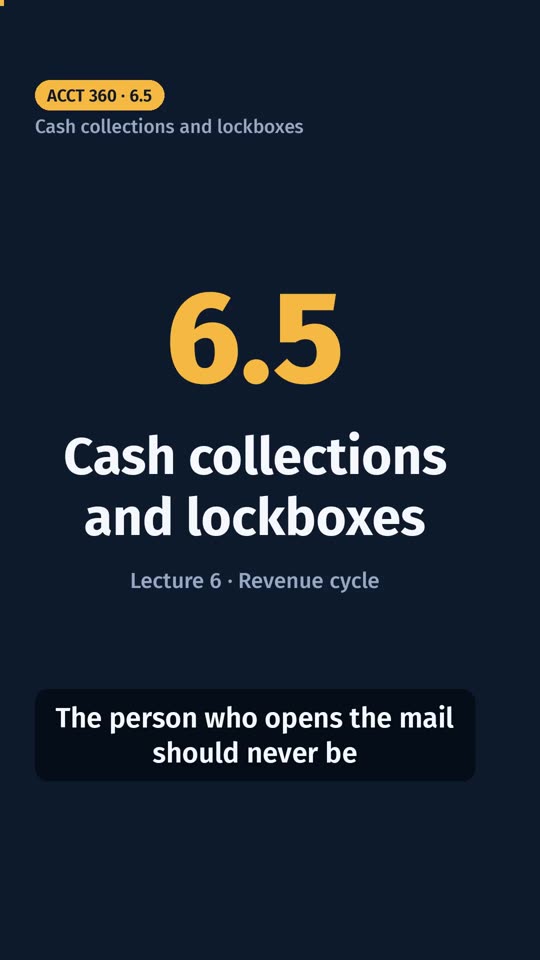 ACCT 360 · 6.5
Cash collections and lockboxes
6.5
Cash collections
and lockboxes
Lecture 6 · Revenue cycle
The person who opens the mail
should never be